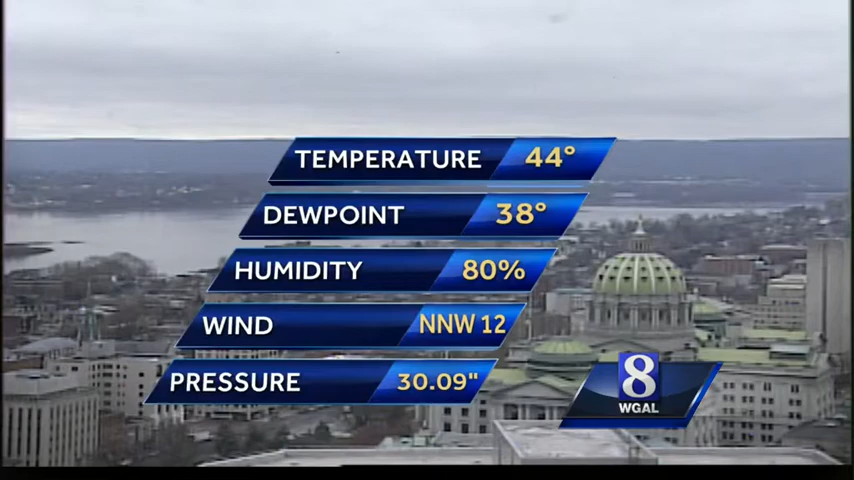 TEMPERATURE 44°
DEWPOINT 38°
HUMIDITY 80%
WIND NNW 12
PRESSURE 30.09"
8
WGAL